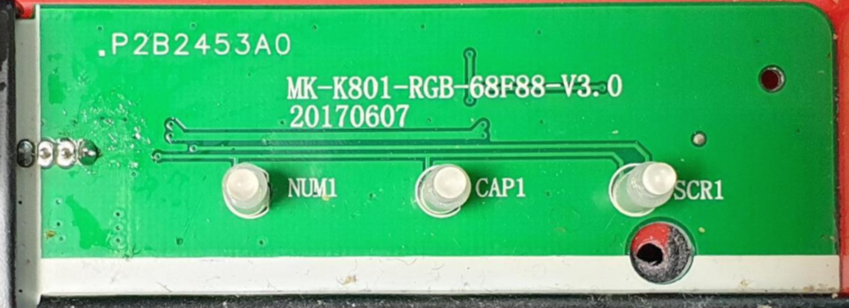 .P2B2453A0
MK-K801-RGB-68F88-V3.0
20170607
NUM1
CAP1
SCR1